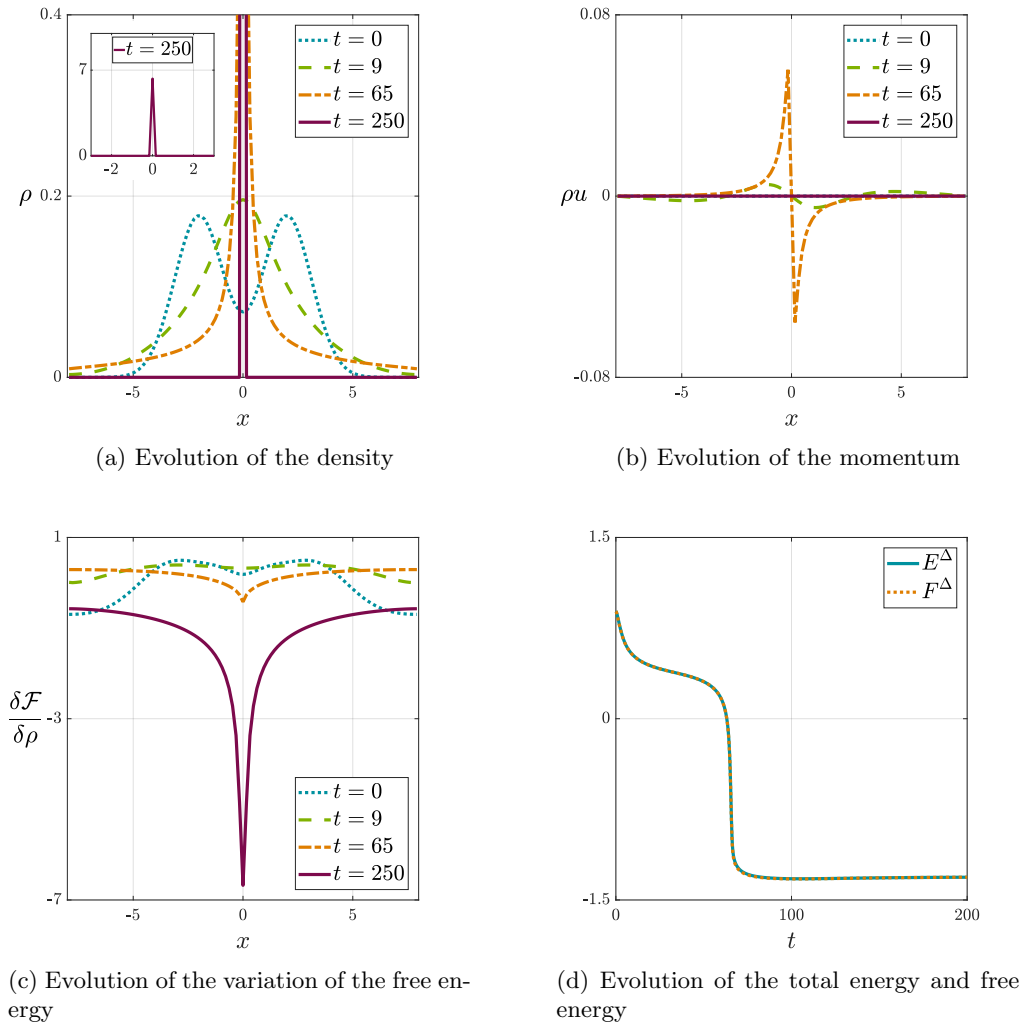 0.4
t = 250
7
0
-2
0
2
t = 0
t = 9
t = 65
t = 250
ρ
0.2
0
-5
0
5
x
(a) Evolution of the density
0.08
t = 0
t = 9
t = 65
t = 250
ρu
0
-0.08
-5
0
5
x
(b) Evolution of the momentum
1
δF
δρ
-3
t = 0
t = 9
t = 65
t = 250
-7
-5
0
5
x
(c) Evolution of the variation of the free en-
ergy
1.5
E^Δ
F^Δ
0
-1.5
0
100
200
t
(d) Evolution of the total energy and free
energy